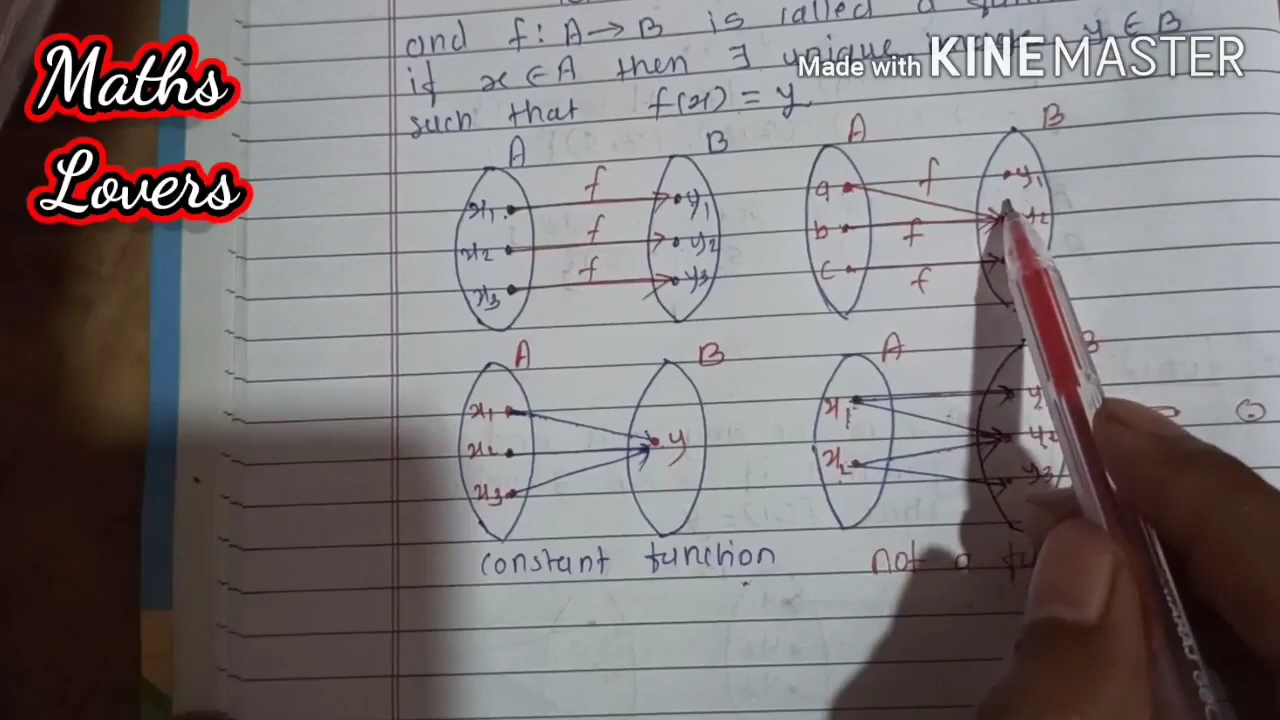 Maths
Lovers
Made with KINEMASTER
and f: A→B is called a
if x ∈ A then ∃ unique y ∈ B
such that f(x) = y
A B
f
x1 y1
f
x2 y2
f
x3 y3
A B
a f y1
b f y2
c f
A B
x1
x2 y
x3
constant function
A B
x1
x2 y2
y3
not a